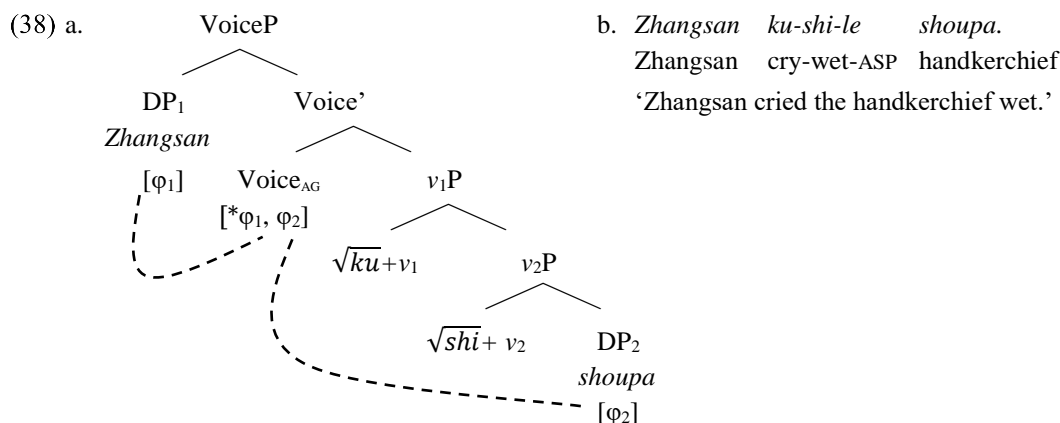 (38) a. VoiceP b. Zhangsan ku-shi-le shoupa.
Zhangsan cry-wet-ASP handkerchief
DP₁ Voice’ ‘Zhangsan cried the handkerchief wet.’
Zhangsan
[φ₁] Voice_AG v₁P
[*φ₁, φ₂]
√ku+v₁ v₂P
√shi+ v₂ DP₂
shoupa
[φ₂]